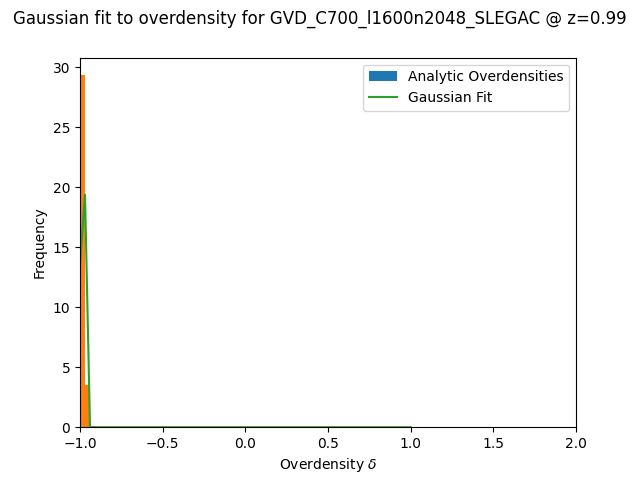 Gaussian fit to overdensity for GVD_C700_l1600n2048_SLEGAC @ z=0.99
Analytic Overdensities
Gaussian Fit
Frequency
30
25
20
15
10
5
0
−1.0
−0.5
0.0
0.5
1.0
1.5
2.0
Overdensity δ